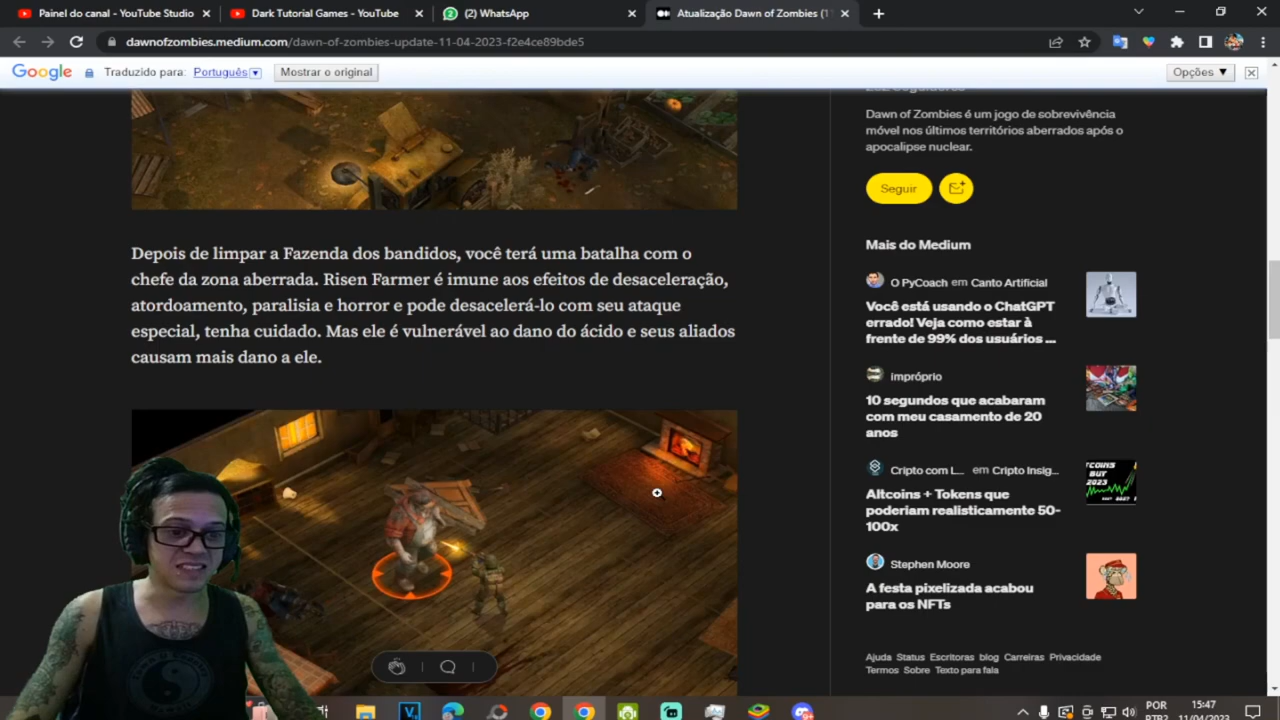 Painel do canal - YouTube Studio
Dark Tutorial Games - YouTube
(2) WhatsApp
Atualização Dawn of Zombies (1
dawnofzombies.medium.com/dawn-of-zombies-update-11-04-2023-f2e4ce89bde5
Google Traduzido para: Português Mostrar o original Opções
Dawn of Zombies é um jogo de sobrevivência
móvel nos últimos territórios aberrados após o
apocalipse nuclear.
Seguir
Depois de limpar a Fazenda dos bandidos, você terá uma batalha com o
chefe da zona aberrada. Risen Farmer é imune aos efeitos de desaceleração,
atordoamento, paralisia e horror e pode desacelerá-lo com seu ataque
especial, tenha cuidado. Mas ele é vulnerável ao dano do ácido e seus aliados
causam mais dano a ele.
Mais do Medium
O PyCoach em Canto Artificial
Você está usando o ChatGPT
errado! Veja como estar à
frente de 99% dos usuários ...
impróprio
10 segundos que acabaram
com meu casamento de 20
anos
Cripto com L... em Cripto Insig...
Altcoins + Tokens que
poderiam realisticamente 50-
100x
Stephen Moore
A festa pixelizada acabou
para os NFTs
Ajuda Status Escritoras blog Carreiras Privacidade
Termos Sobre Texto para fala
POR
PTB2
15:47
11/04/2023